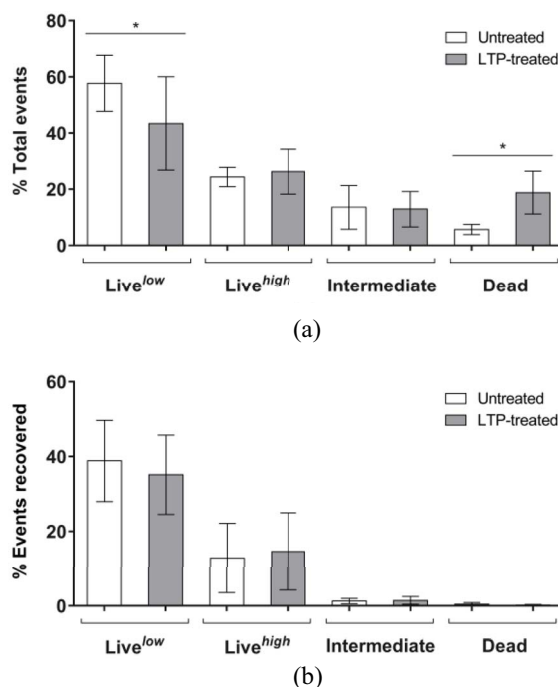 80
60
40
20
0
% Total events
*
*
Untreated
LTP-treated
Live^low
Live^high
Intermediate
Dead
(a)
60
40
20
0
% Events recovered
Untreated
LTP-treated
Live^low
Live^high
Intermediate
Dead
(b)